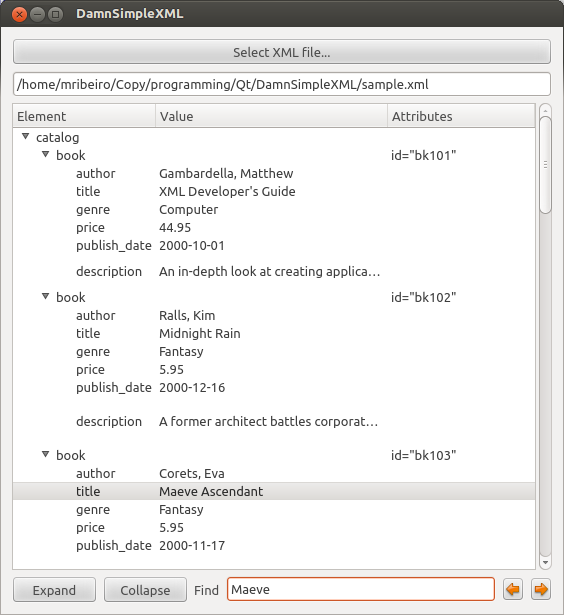 DamnSimpleXML
Select XML file...
/home/mribeiro/Copy/programming/Qt/DamnSimpleXML/sample.xml
Element Value Attributes
catalog
book id="bk101"
author Gambardella, Matthew
title XML Developer's Guide
genre Computer
price 44.95
publish_date 2000-10-01
description An in-depth look at creating applica...
book id="bk102"
author Ralls, Kim
title Midnight Rain
genre Fantasy
price 5.95
publish_date 2000-12-16
description A former architect battles corporat...
book id="bk103"
author Corets, Eva
title Maeve Ascendant
genre Fantasy
price 5.95
publish_date 2000-11-17
Expand Collapse Find Maeve